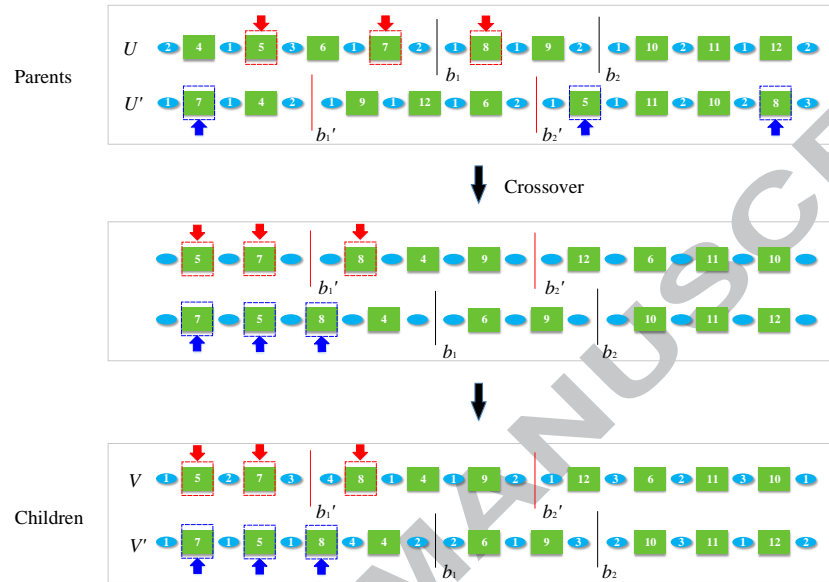 U 2 4 1 5 3 6 1 7 2 1 8 1 9 2 1 10 2 11 1 12 2
b₁ b₂
Parents
U' 1 7 1 4 2 1 9 1 12 1 6 2 1 5 1 11 2 10 2 8 3
b₁' b₂'
Crossover
5 7 8 4 9 12 6 11 10
b₁' b₂'
7 5 8 4 6 9 10 11 12
b₁ b₂
V 1 5 2 7 3 4 8 1 4 1 9 2 1 12 3 6 2 11 3 10 1
b₁' b₂'
Children
V' 1 7 1 5 1 8 4 4 2 2 6 1 9 3 2 10 3 11 1 12 2
b₁ b₂
MANUSCR